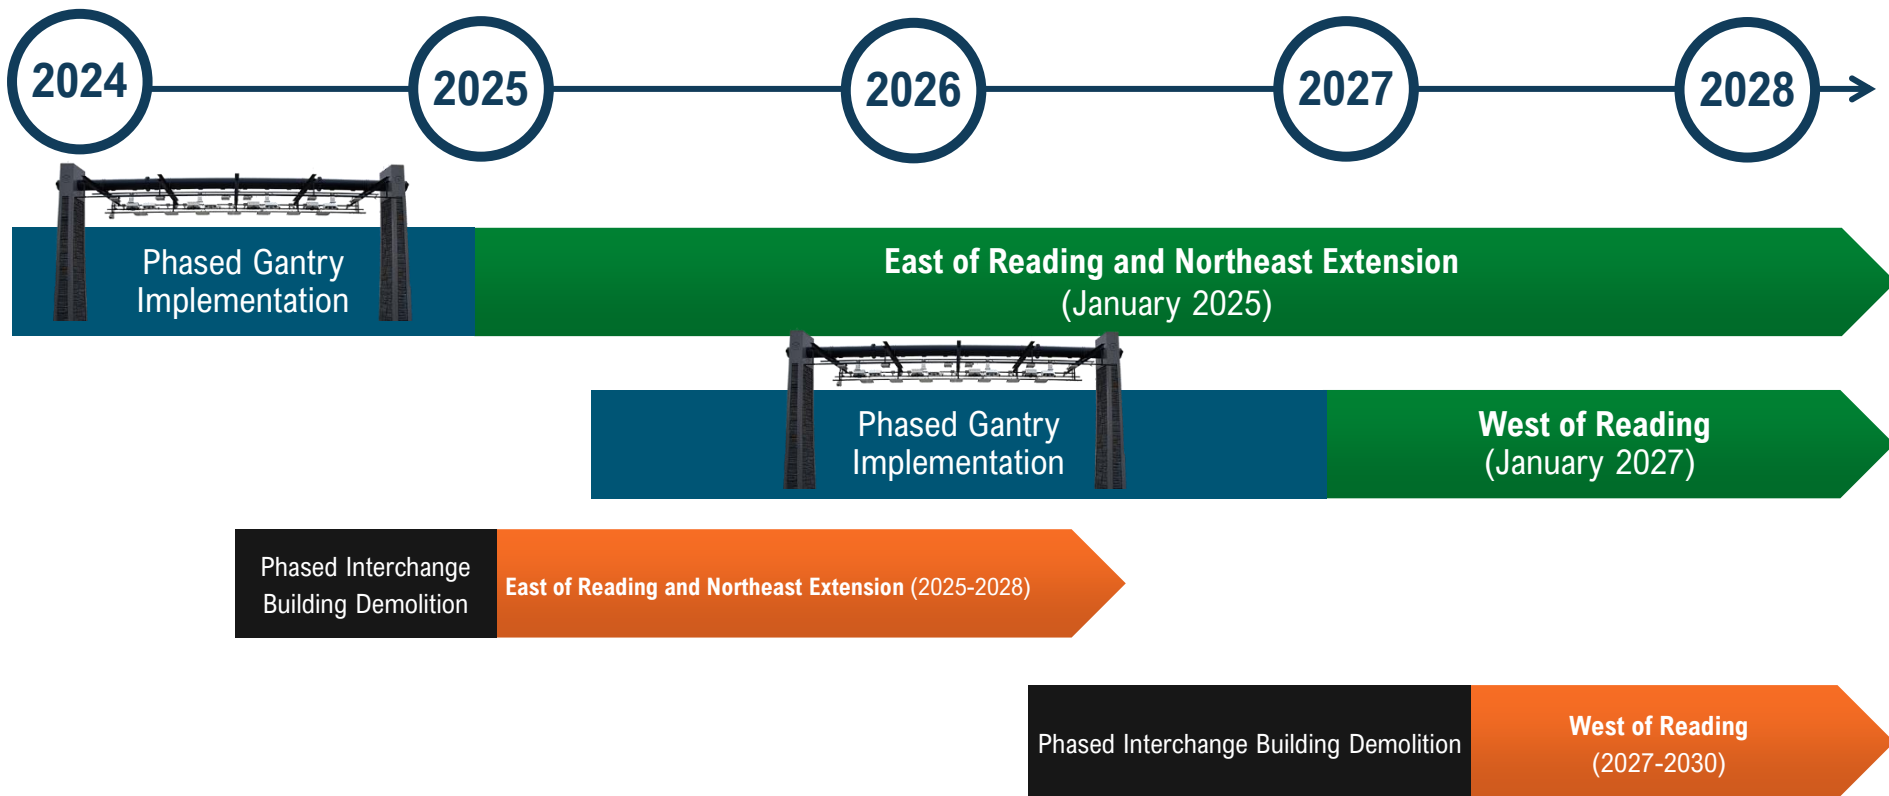 2024
2025
2026
2027
2028
Phased Gantry
Implementation
East of Reading and Northeast Extension
(January 2025)
Phased Gantry
Implementation
West of Reading
(January 2027)
Phased Interchange
Building Demolition
East of Reading and Northeast Extension (2025-2028)
Phased Interchange Building Demolition
West of Reading
(2027-2030)